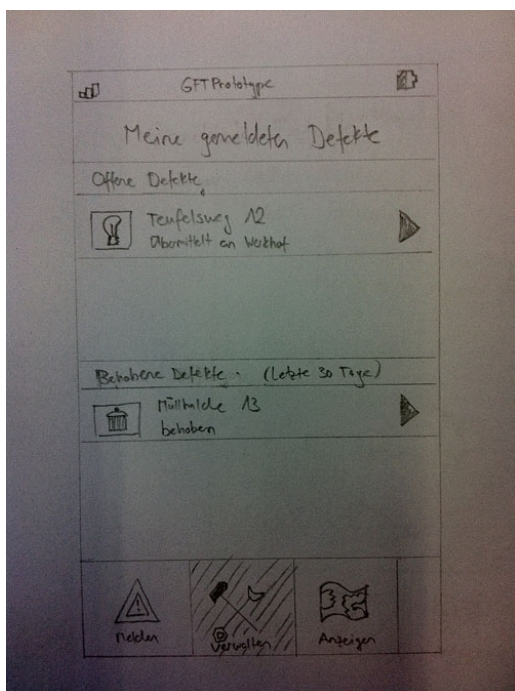 GFT Prototype
Meine gemeldeten Defekte
Offene Defekte
Teufelsweg 12
Übermittelt an Werkhof
Behobene Defekte (Letzte 30 Tage)
Müllhalde 13
behoben
Melden
Verwalten
Anzeigen